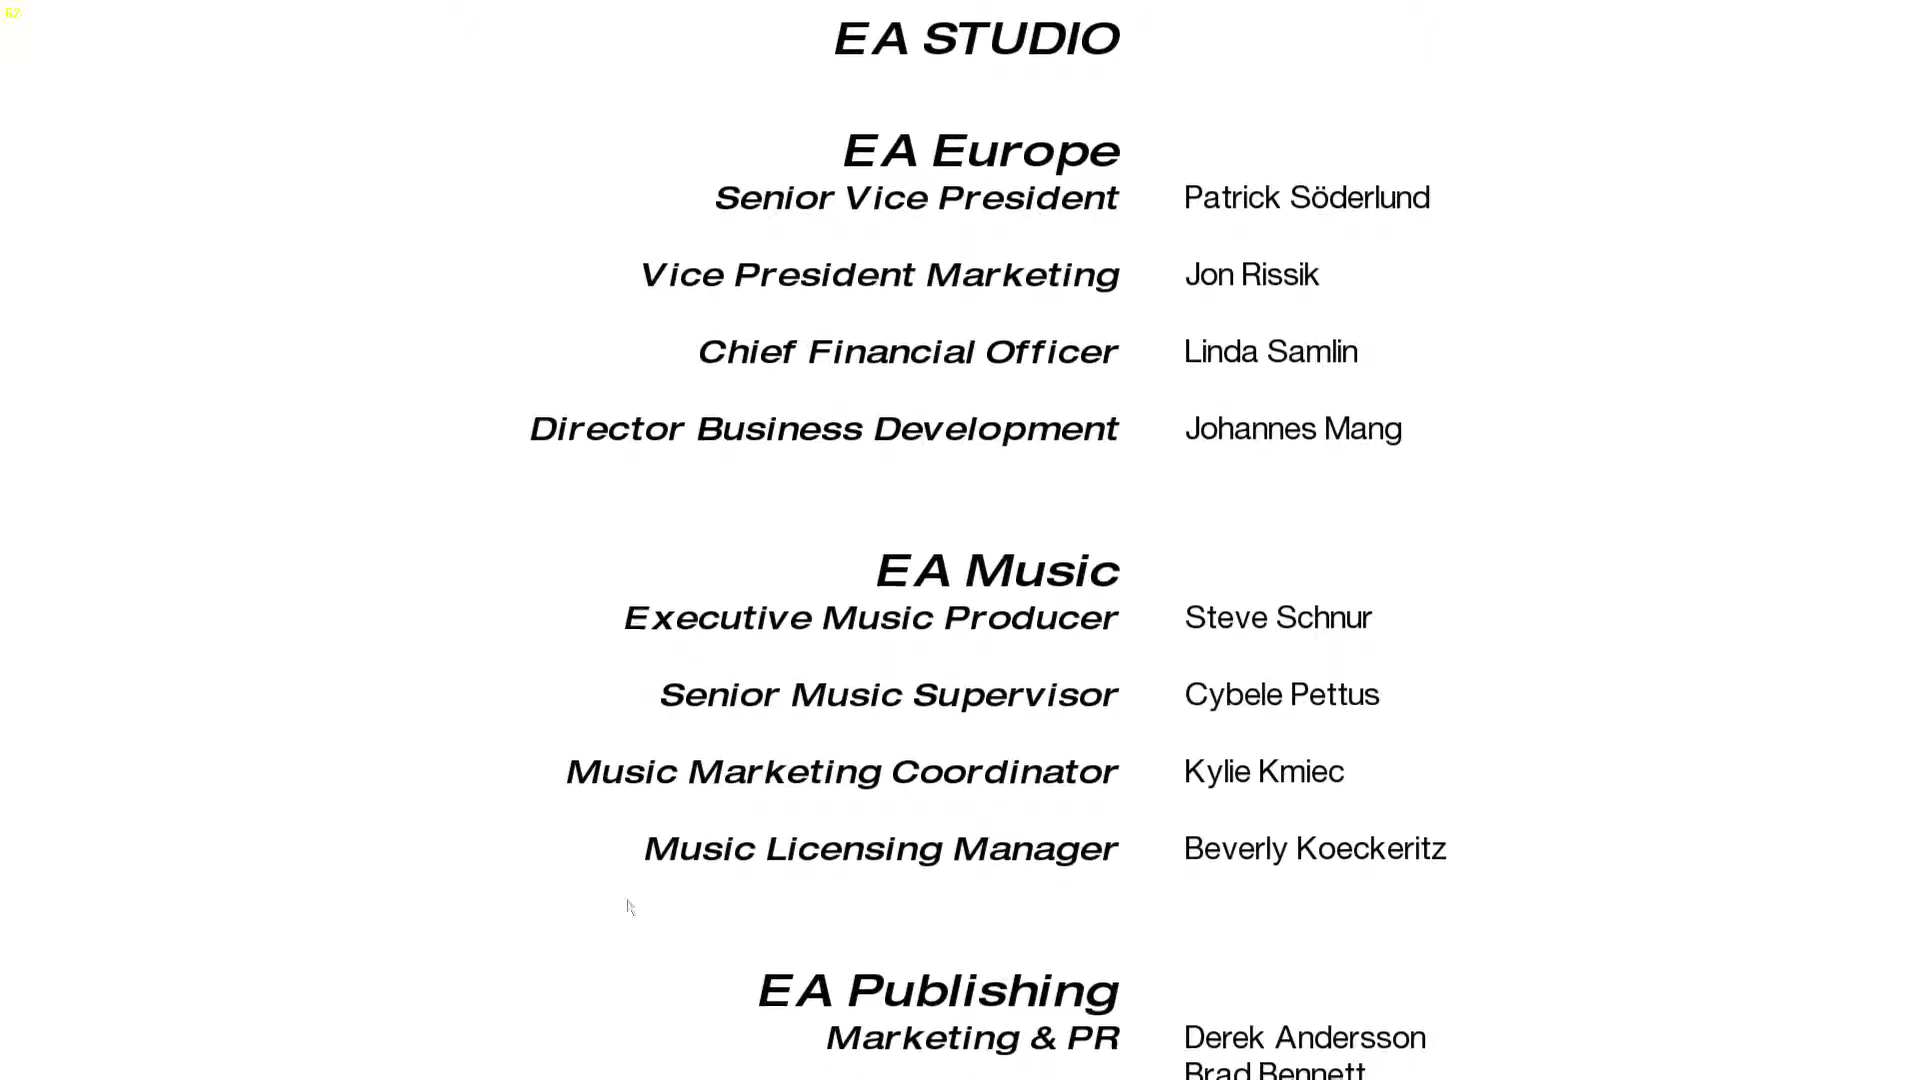 62
EA STUDIO
EA Europe
Senior Vice President Patrick Söderlund
Vice President Marketing Jon Rissik
Chief Financial Officer Linda Samlin
Director Business Development Johannes Mang
EA Music
Executive Music Producer Steve Schnur
Senior Music Supervisor Cybele Pettus
Music Marketing Coordinator Kylie Kmiec
Music Licensing Manager Beverly Koeckeritz
EA Publishing
Marketing & PR Derek Andersson
Brad Bennett